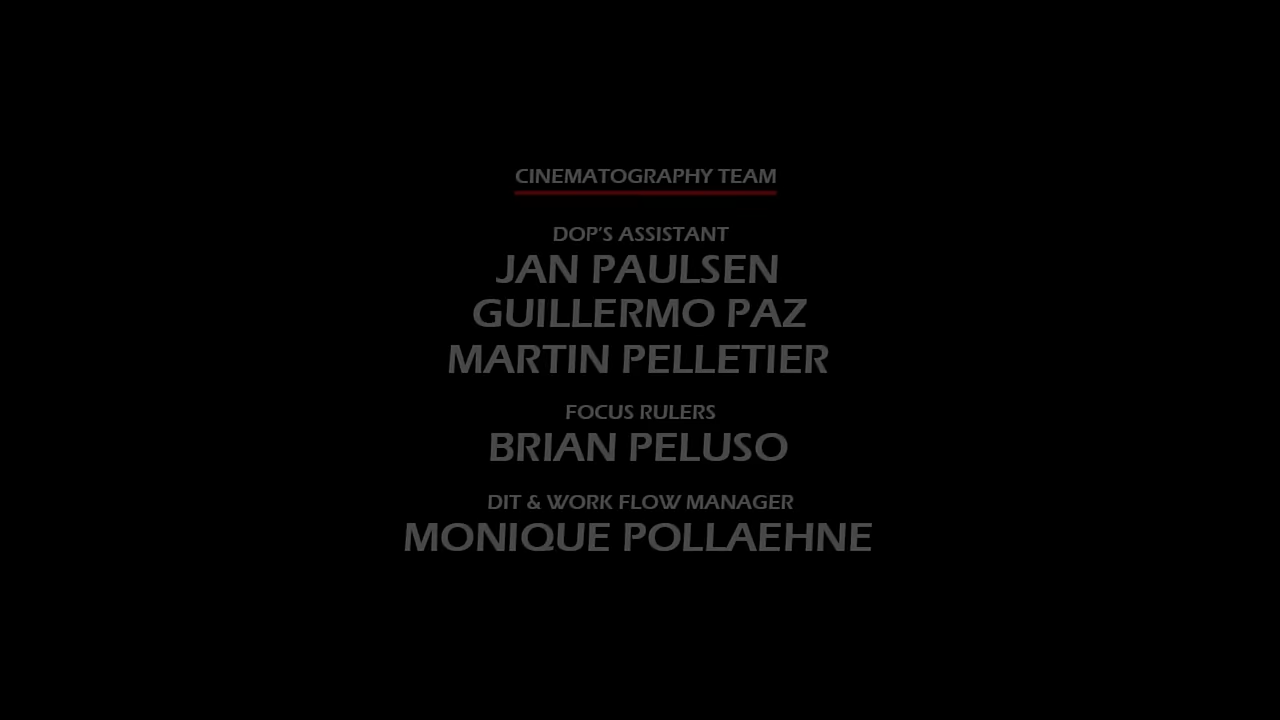 CINEMATOGRAPHY TEAM
DOP'S ASSISTANT
JAN PAULSEN
GUILLERMO PAZ
MARTIN PELLETIER
FOCUS RULERS
BRIAN PELUSO
DIT & WORK FLOW MANAGER
MONIQUE POLLAEHNE